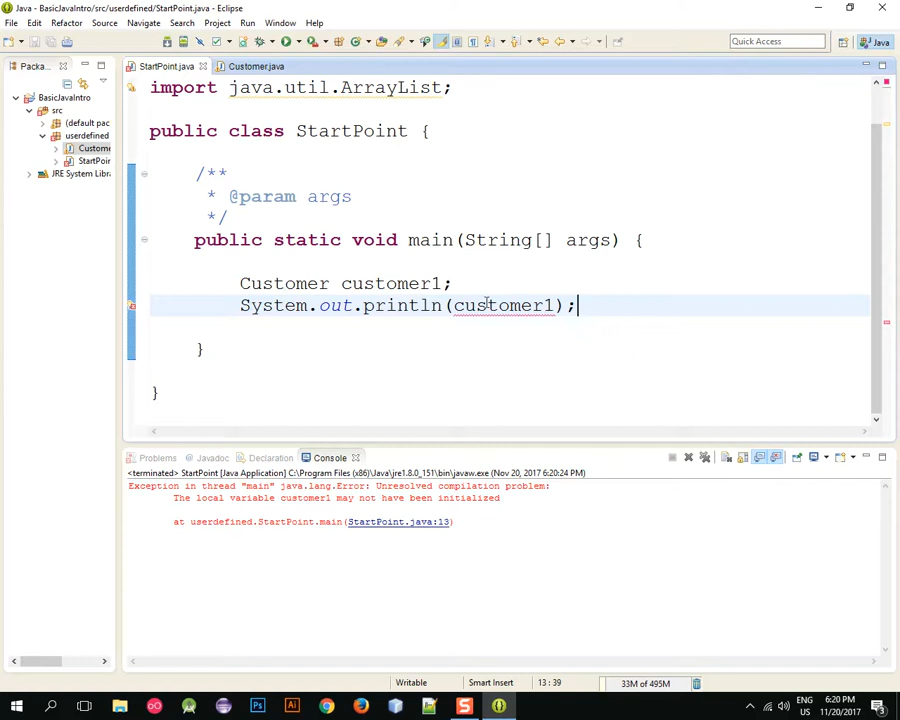 Java - BasicJavaIntro/src/userdefined/StartPoint.java - Eclipse
File Edit Refactor Source Navigate Search Project Run Window Help
Quick Access
Java
Packa
StartPoint.java
Customer.java
BasicJavaIntro
src
(default pac
userdefined
Custome
StartPoin
JRE System Libra
import java.util.ArrayList;
public class StartPoint {
/**
* @param args
*/
public static void main(String[] args) {
Customer customer1;
System.out.println(customer1);
}
}
Problems Javadoc Declaration Console
<terminated> StartPoint [Java Application] C:\Program Files (x86)\Java\jre1.8.0_151\bin\javaw.exe (Nov 20, 2017 6:20:24 PM)
Exception in thread "main" java.lang.Error: Unresolved compilation problem:
The local variable customer1 may not have been initialized
at userdefined.StartPoint.main(StartPoint.java:13)
Writable Smart Insert 13 : 39 33M of 495M
ENG 6:20 PM
US 11/20/2017